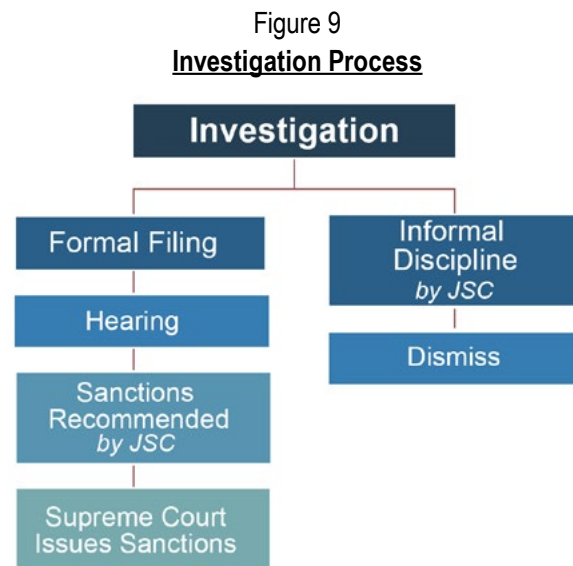 Figure 9
Investigation Process
Investigation
Formal Filing
Hearing
Sanctions
Recommended
by JSC
Supreme Court
Issues Sanctions
Informal
Discipline
by JSC
Dismiss